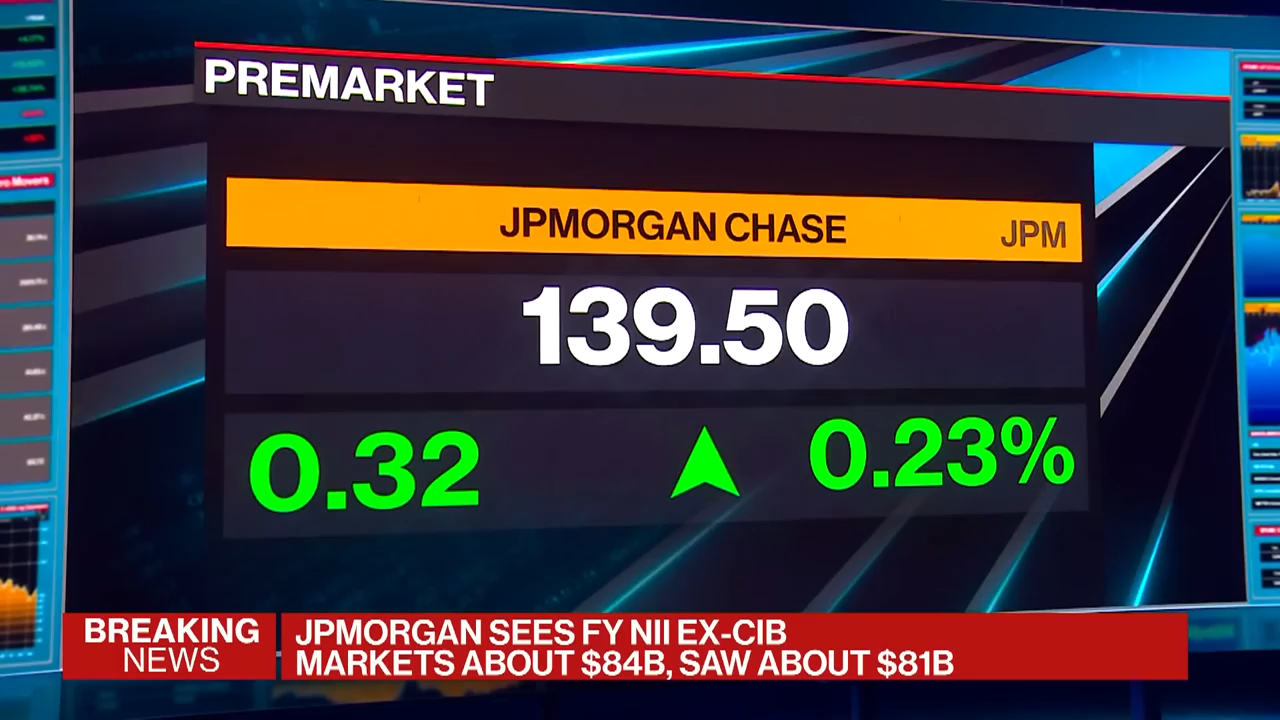 PREMARKET
JPMORGAN CHASE JPM
139.50
0.32 0.23%
BREAKING
NEWS
JPMORGAN SEES FY NII EX-CIB
MARKETS ABOUT $84B, SAW ABOUT $81B